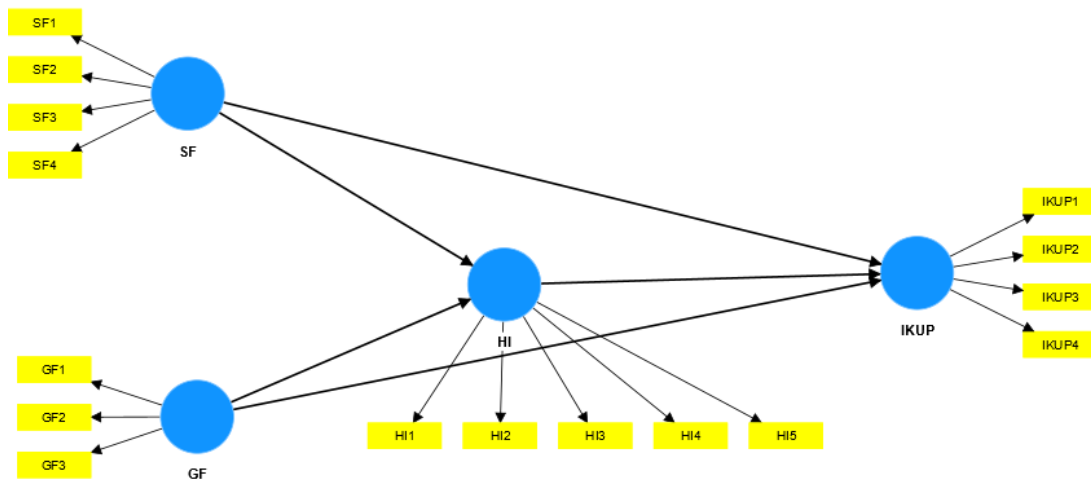 SF1
SF2
SF3
SF4
SF
IKUP1
IKUP2
IKUP3
IKUP4
IKUP
HI
GF1
GF2
GF3
GF
HI1
HI2
HI3
HI4
HI5